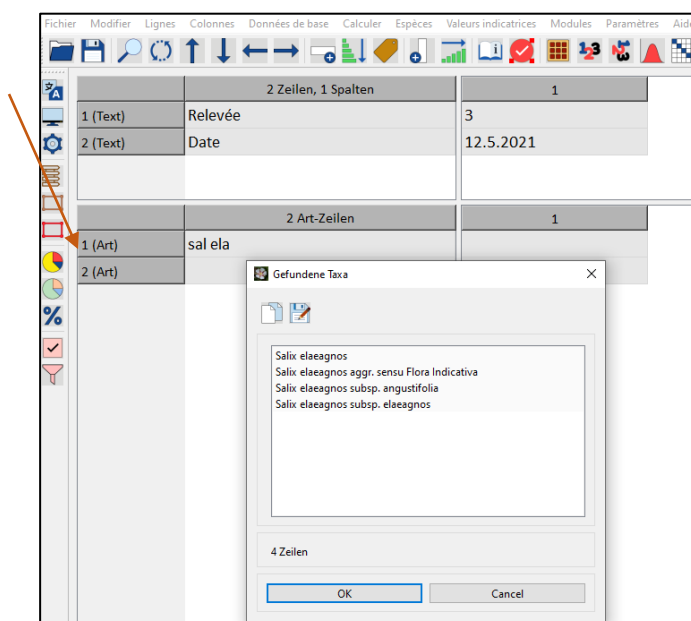 Fichier Modifier Lignes Colonnes Données de base Calculer Espèces Valeurs indicatrices Modules Paramètres Aide
2 Zeilen, 1 Spalten 1
1 (Text) Relevée 3
2 (Text) Date 12.5.2021
2 Art-Zeilen 1
1 (Art) sal ela
2 (Art)
Gefundene Taxa
Salix elaeagnos
Salix elaeagnos aggr. sensu Flora Indicativa
Salix elaeagnos subsp. angustifolia
Salix elaeagnos subsp. elaeagnos
4 Zeilen
OK Cancel